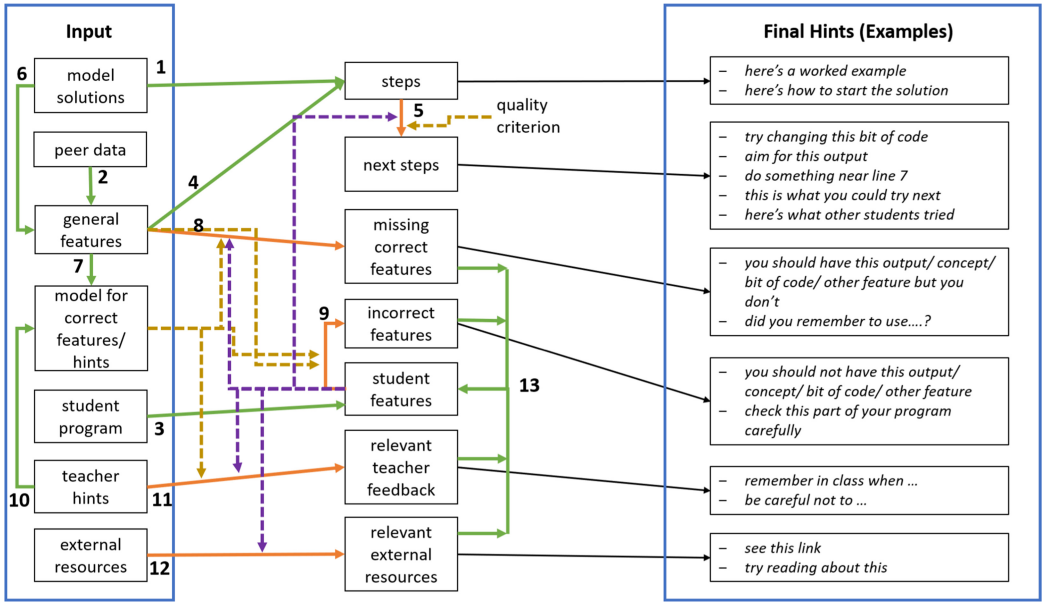 Input
6
1
model
solutions
peer data
2
general
features
7
model for
correct
features/
hints
student
program
3
teacher
hints
10
11
external
resources
12
4
8
9
steps
5
quality
criterion
next steps
missing
correct
features
incorrect
features
student
features
13
relevant
teacher
feedback
relevant
external
resources
Final Hints (Examples)
– here's a worked example
– here's how to start the solution
– try changing this bit of code
– aim for this output
– do something near line 7
– this is what you could try next
– here's what other students tried
– you should have this output/ concept/
bit of code/ other feature but you
don't
– did you remember to use....?
– you should not have this output/
concept/ bit of code/ other feature
– check this part of your program
carefully
– remember in class when ...
– be careful not to ...
– see this link
– try reading about this